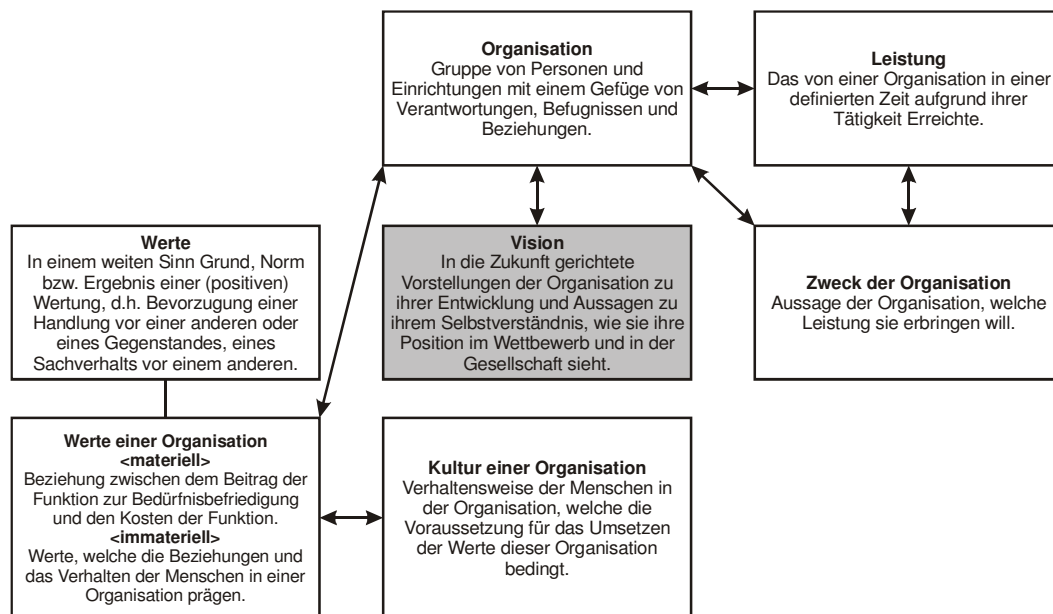 Organisation
Gruppe von Personen und
Einrichtungen mit einem Gefüge von
Verantwortungen, Befugnissen und
Beziehungen.
Leistung
Das von einer Organisation in einer
definierten Zeit aufgrund ihrer
Tätigkeit Erreichte.
Werte
In einem weiten Sinn Grund, Norm
bzw. Ergebnis einer (positiven)
Wertung, d.h. Bevorzugung einer
Handlung vor einer anderen oder
eines Gegenstandes, eines
Sachverhalts vor einem anderen.
Vision
In die Zukunft gerichtete
Vorstellungen der Organisation zu
ihrer Entwicklung und Aussagen zu
ihrem Selbstverständnis, wie sie ihre
Position im Wettbewerb und in der
Gesellschaft sieht.
Zweck der Organisation
Aussage der Organisation, welche
Leistung sie erbringen will.
Werte einer Organisation
<materiell>
Beziehung zwischen dem Beitrag der
Funktion zur Bedürfnisbefriedigung
und den Kosten der Funktion.
<immateriell>
Werte, welche die Beziehungen und
das Verhalten der Menschen in einer
Organisation prägen.
Kultur einer Organisation
Verhaltensweise der Menschen in
der Organisation, welche die
Voraussetzung für das Umsetzen
der Werte dieser Organisation
bedingt.